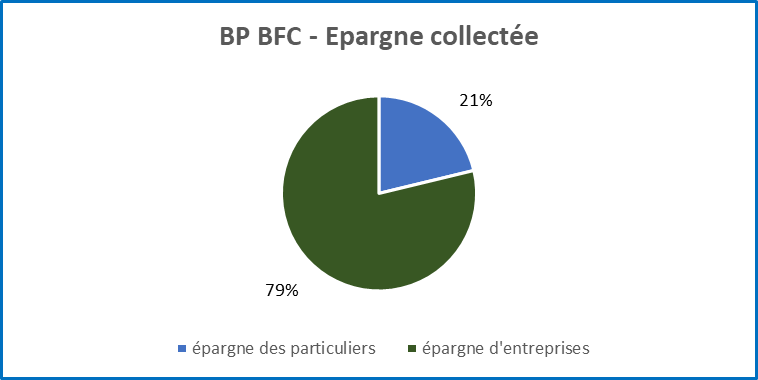 BP BFC - Epargne collectée
21%
79%
épargne des particuliers
épargne d'entreprises